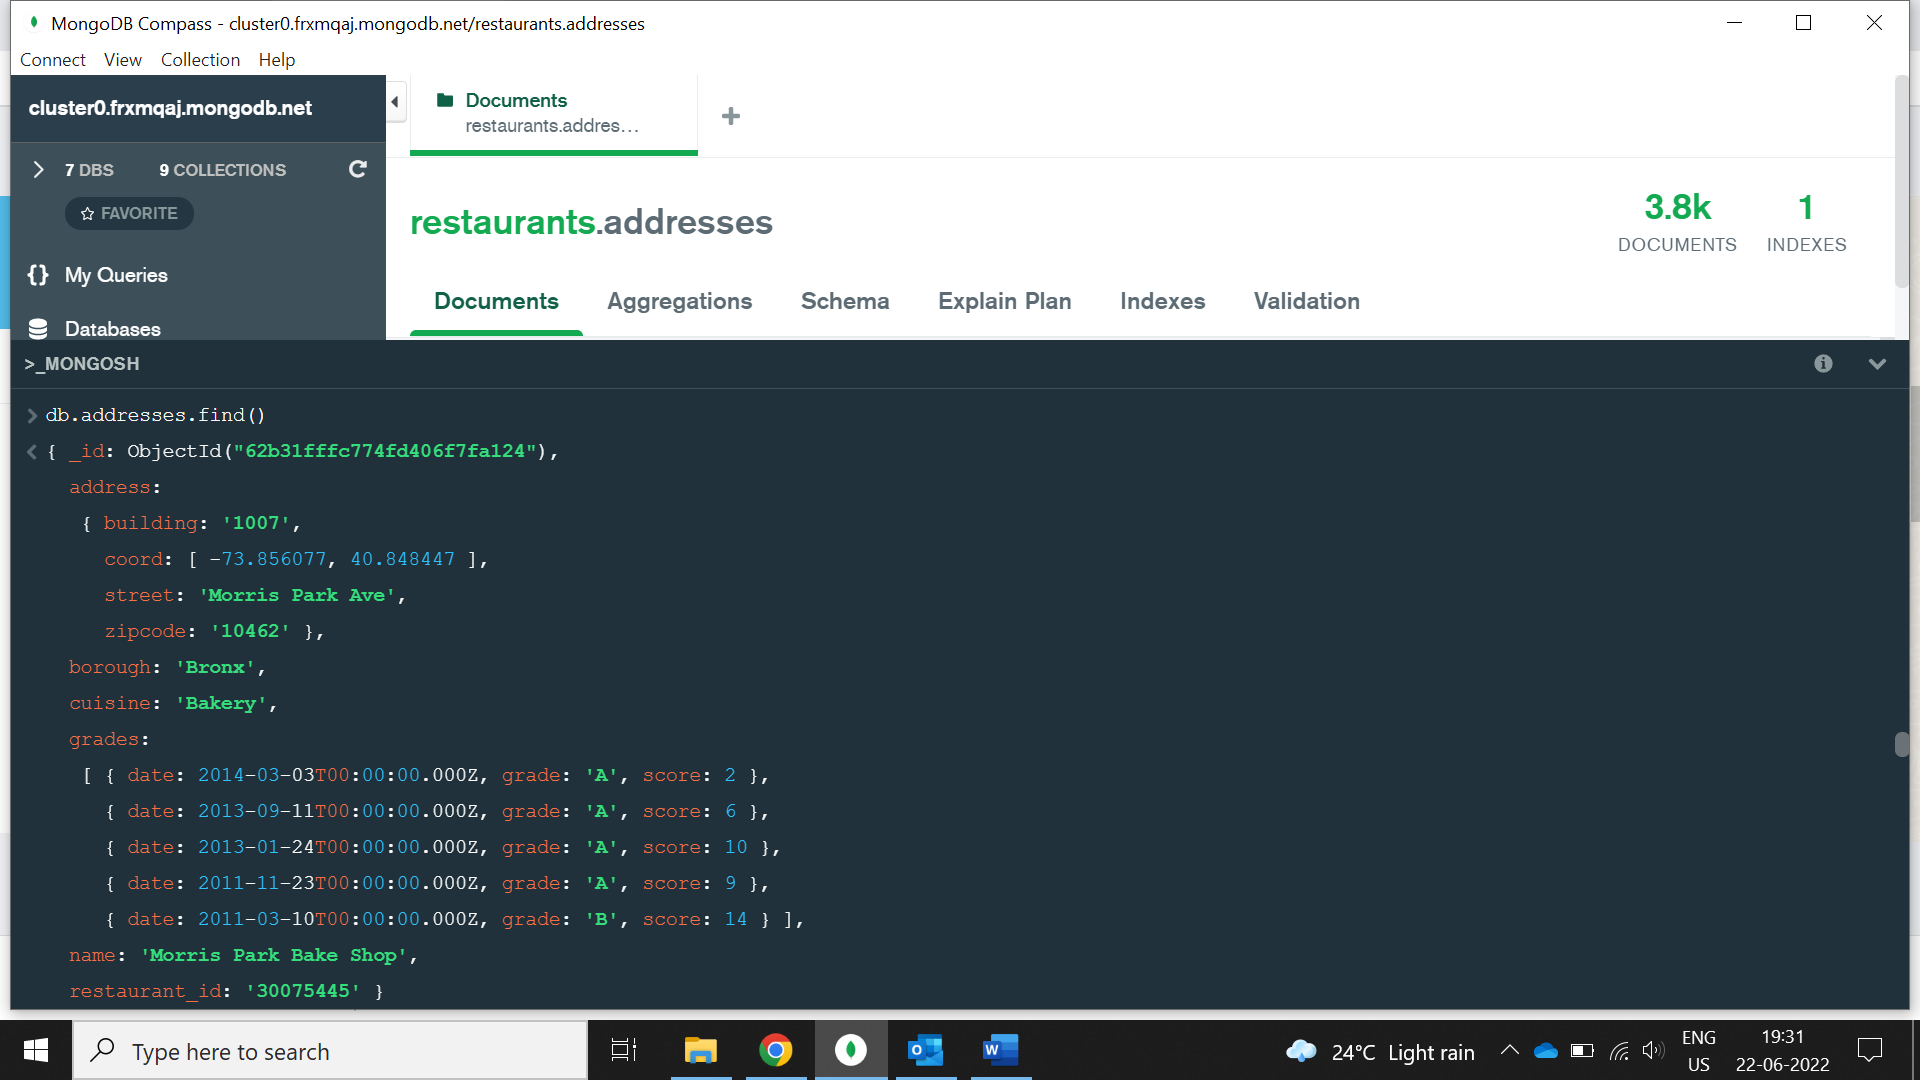 MongoDB Compass - cluster0.frxmqaj.mongodb.net/restaurants.addresses
Connect View Collection Help
cluster0.frxmqaj.mongodb.net
7 DBS 9 COLLECTIONS
FAVORITE
My Queries
Databases
Documents
restaurants.addres...
restaurants.addresses
3.8k
DOCUMENTS
1
INDEXES
Documents Aggregations Schema Explain Plan Indexes Validation
>_MONGOSH
> db.addresses.find()
< { _id: ObjectId("62b31fffc774fd406f7fa124"),
address:
{ building: '1007',
coord: [ -73.856077, 40.848447 ],
street: 'Morris Park Ave',
zipcode: '10462' },
borough: 'Bronx',
cuisine: 'Bakery',
grades:
[ { date: 2014-03-03T00:00:00.000Z, grade: 'A', score: 2 },
{ date: 2013-09-11T00:00:00.000Z, grade: 'A', score: 6 },
{ date: 2013-01-24T00:00:00.000Z, grade: 'A', score: 10 },
{ date: 2011-11-23T00:00:00.000Z, grade: 'A', score: 9 },
{ date: 2011-03-10T00:00:00.000Z, grade: 'B', score: 14 } ],
name: 'Morris Park Bake Shop',
restaurant_id: '30075445' }
Type here to search
24°C Light rain
ENG
US
19:31
22-06-2022